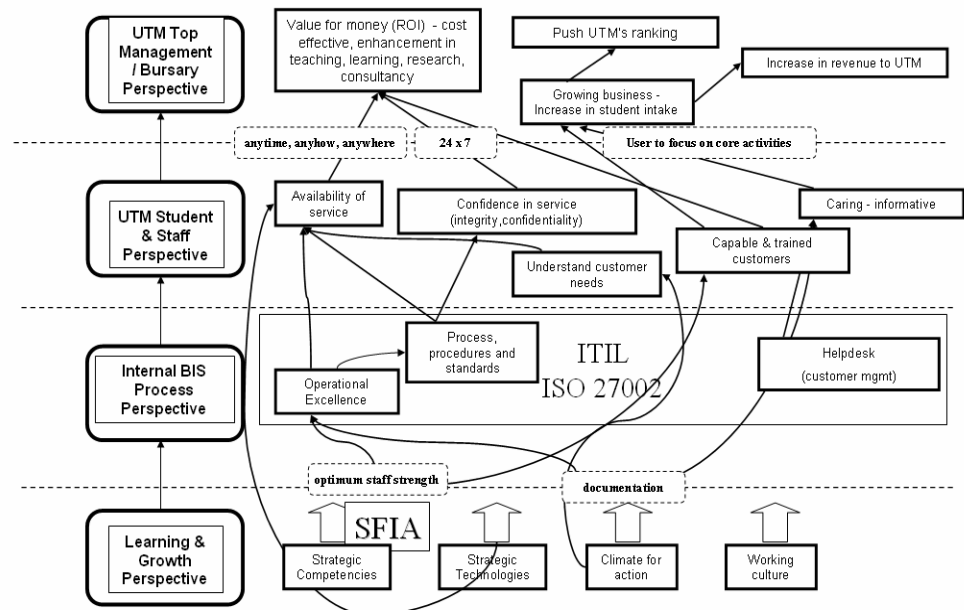 UTM Top
Management
/ Bursary
Perspective
Value for money (ROI)  - cost
effective, enhancement in
teaching, learning, research,
consultancy
Push UTM's ranking
Increase in revenue to UTM
Growing business -
Increase in student intake
anytime, anyhow, anywhere
24 x 7
User to focus on core activities
UTM Student
& Staff
Perspective
Availability of
service
Confidence in service
(integrity,confidentiality)
Caring - informative
Capable & trained
customers
Understand customer
needs
Internal BIS
Process
Perspective
Process,
procedures and
standards
Operational
Excellence
ITIL
ISO 27002
Helpdesk
(customer mgmt)
optimum staff strength
documentation
Learning &
Growth
Perspective
SFIA
Strategic
Competencies
Strategic
Technologies
Climate for
action
Working
culture